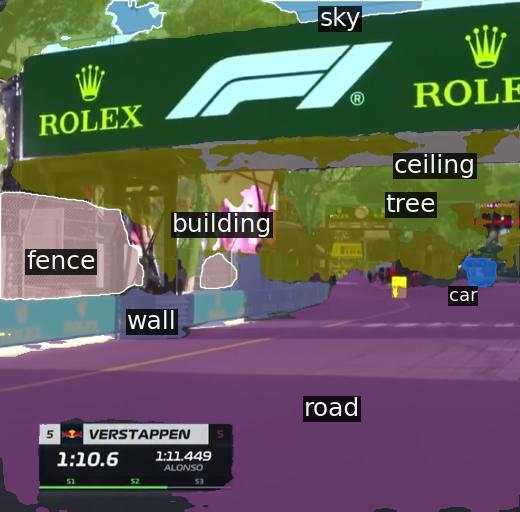 sky
ROLEX
F1®
ROLE
ceiling
tree
building
fence
car
wall
road
5 VERSTAPPEN 5
1:10.6 1:11.449
ALONSO
S1 S2 S3